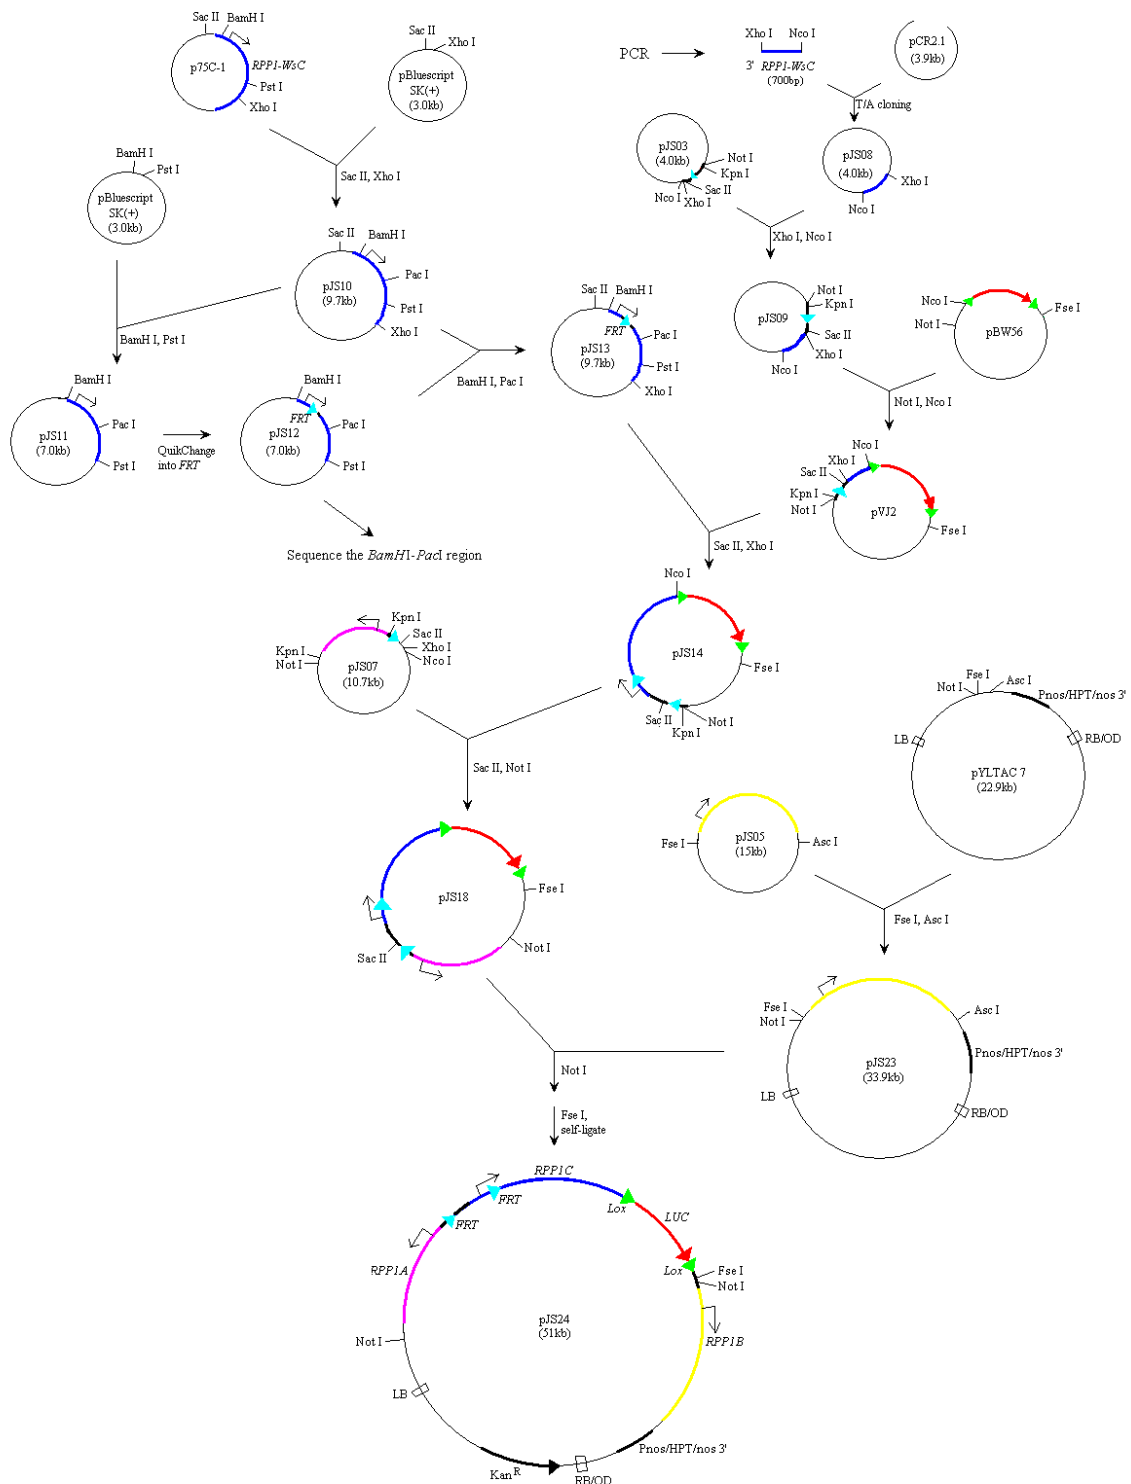 Sac II
BamH I
p75C-1
RPP1-WsC
Pst I
Xho I
Sac II
Xho I
pBluescript
SK(+)
(3.0kb)
PCR
Xho I
Nco I
3' RPP1-WsC
(700bp)
pCR2.1
(3.9kb)
T/A cloning
BamH I
Pst I
pBluescript
SK(+)
(3.0kb)
Sac II, Xho I
pJS03
(4.0kb)
Not I
Kpn I
Sac II
Nco I
Xho I
pJS08
(4.0kb)
Xho I
Nco I
Xho I, Nco I
Sac II
BamH I
pJS10
(9.7kb)
Pac I
Pst I
Xho I
BamH I, Pst I
Sac II
BamH I
FRT
pJS13
(9.7kb)
Pac I
Pst I
Xho I
BamH I, Pac I
Not I
Kpn I
pJS09
Sac II
Xho I
Nco I
Nco I
Not I
pBW56
Fse I
Not I, Nco I
BamH I
pJS11
(7.0kb)
Pac I
Pst I
QuikChange
into FRT
BamH I
FRT
pJS12
(7.0kb)
Pac I
Pst I
Sequence the BamHI-PacI region
Nco I
Xho I
Sac II
Kpn I
Not I
pVJ2
Fse I
Sac II, Xho I
Kpn I
Sac II
Xho I
Nco I
Kpn I
Not I
pJS07
(10.7kb)
Nco I
pJS14
Fse I
Sac II
Kpn I
Not I
Sac II, Not I
Fse I
Not I
Asc I
Pnos/HPT/nos 3'
LB
RB/OD
pYLTAC 7
(22.9kb)
pJS05
(15kb)
Fse I
Asc I
Fse I, Asc I
pJS18
Fse I
Not I
Sac II
Fse I
Not I
Asc I
Pnos/HPT/nos 3'
pJS23
(33.9kb)
LB
RB/OD
Not I
Fse I,
self-ligate
RPP1C
FRT
FRT
Lox
LUC
Lox
Fse I
Not I
RPP1A
RPP1B
pJS24
(51kb)
Not I
LB
Pnos/HPT/nos 3'
Kan R
RB/OD